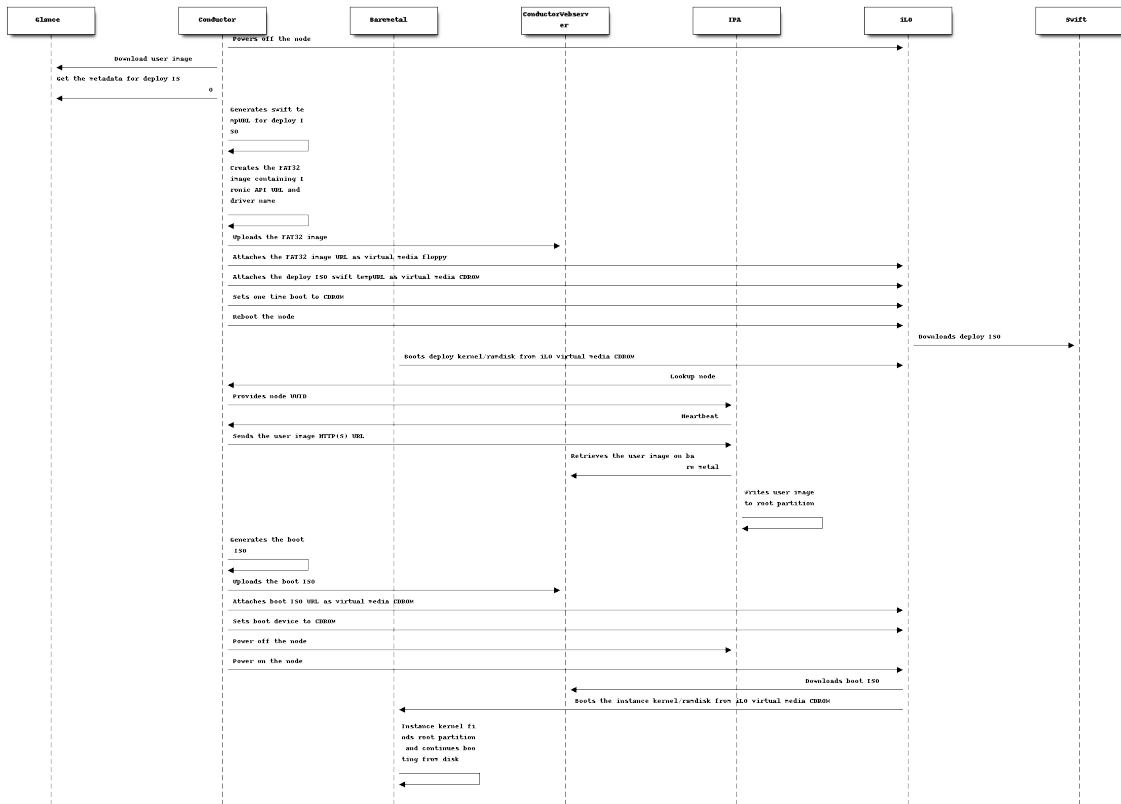 Glance
Conductor
Baremetal
ConductorWebserv
er
IPA
iLO
Swift
Powers off the node
Download user image
Get the metadata for deploy IS
O
Generates swift te
mpURL for deploy I
SO
Creates the FAT32
image containing I
ronic API URL and
driver name
Uploads the FAT32 image
Attaches the FAT32 image URL as virtual media floppy
Attaches the deploy ISO swift tempURL as virtual media CDROM
Sets one time boot to CDROM
Reboot the node
Downloads deploy ISO
Boots deploy kernel/ramdisk from iLO virtual media CDROM
Lookup node
Provides node UUID
Heartbeat
Sends the user image HTTP(S) URL
Retrieves the user image on ba
re metal
Writes user image
to root partition
Generates the boot
ISO
Uploads the boot ISO
Attaches boot ISO URL as virtual media CDROM
Sets boot device to CDROM
Power off the node
Power on the node
Downloads boot ISO
Boots the instance kernel/ramdisk from iLO virtual media CDROM
Instance kernel fi
nds root partition
and continues boo
ting from disk